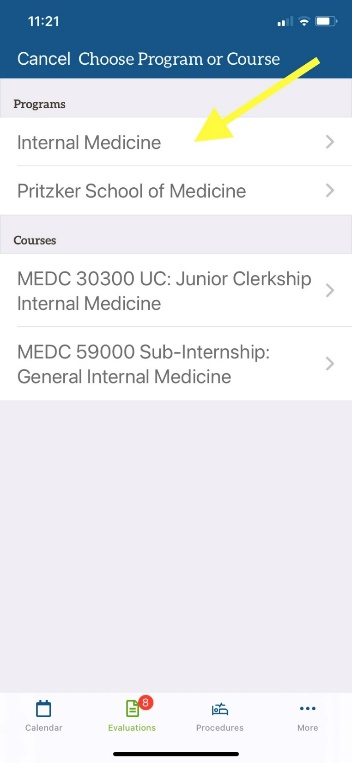 11:21
Cancel Choose Program or Course
Programs
Internal Medicine
Pritzker School of Medicine
Courses
MEDC 30300 UC: Junior Clerkship
Internal Medicine
MEDC 59000 Sub-Internship:
General Internal Medicine
8
Calendar Evaluations Procedures More